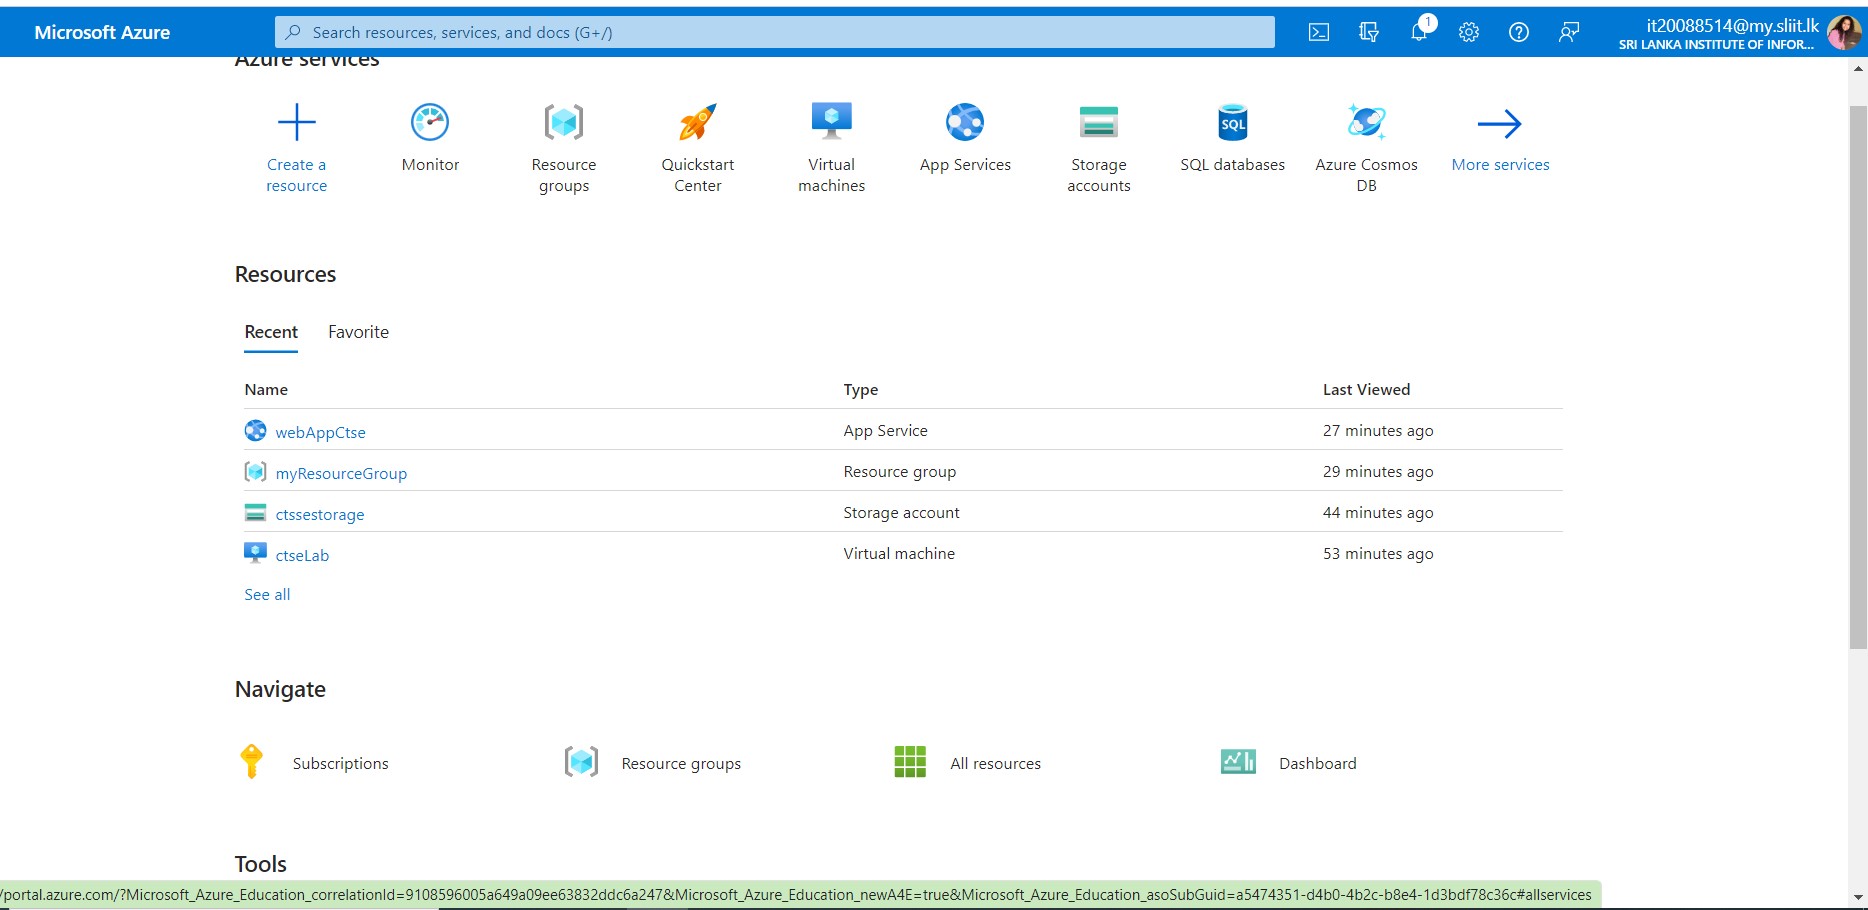 Microsoft Azure
Search resources, services, and docs (G+/)
1
it20088514@my.sliit.lk
SRI LANKA INSTITUTE OF INFOR...
Azure services
Create a resource
Monitor
Resource groups
Quickstart Center
Virtual machines
App Services
Storage accounts
SQL
SQL databases
Azure Cosmos DB
More services
Resources
Recent Favorite
Name Type Last Viewed
webAppCtse App Service 27 minutes ago
myResourceGroup Resource group 29 minutes ago
ctssestorage Storage account 44 minutes ago
ctseLab Virtual machine 53 minutes ago
See all
Navigate
Subscriptions Resource groups All resources Dashboard
Tools
/portal.azure.com/?Microsoft_Azure_Education_correlationId=9108596005a649a09ee63832ddc6a247&Microsoft_Azure_Education_newA4E=true&Microsoft_Azure_Education_asoSubGuid=a5474351-d4b0-4b2c-b8e4-1d3bdf78c36c#allservices